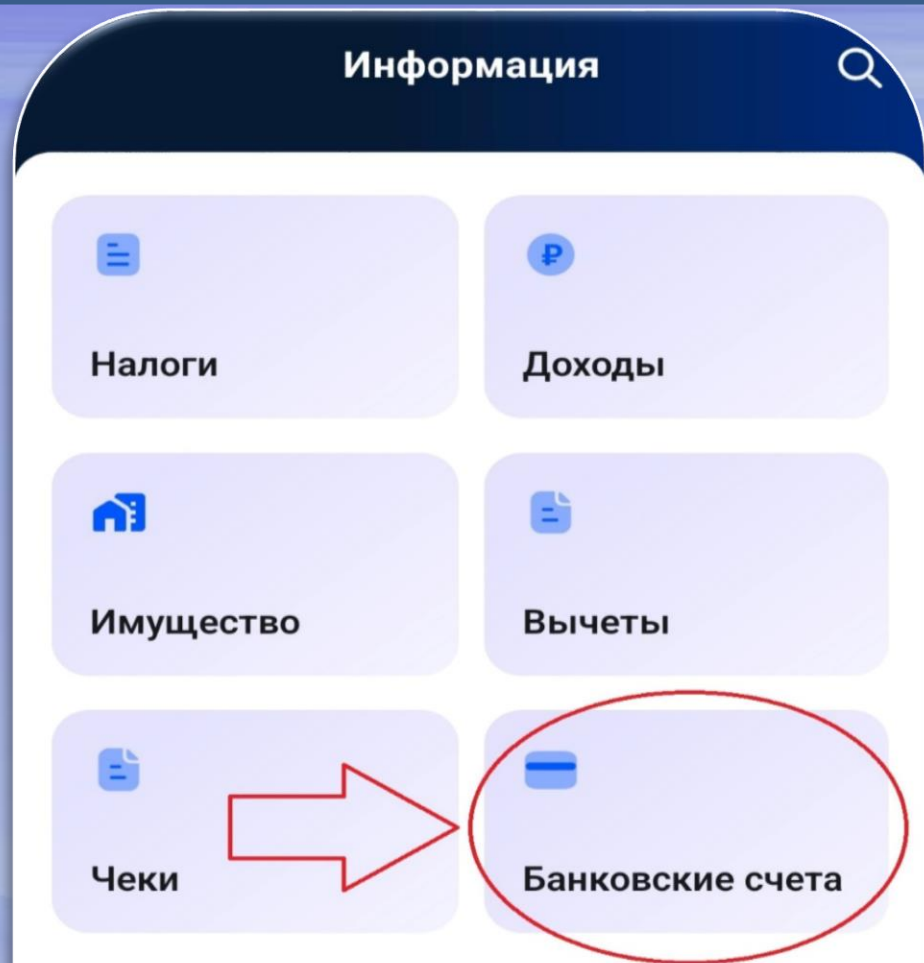 Информация
Налоги
Доходы
Имущество
Вычеты
Чеки
Банковские счета